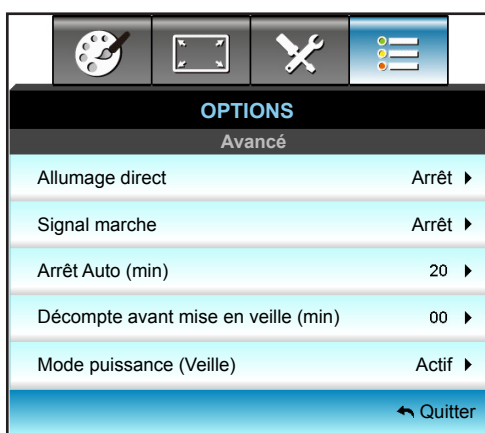 OPTIONS
Avancé
Allumage direct Arrêt
Signal marche Arrêt
Arrêt Auto (min) 20
Décompte avant mise en veille (min) 00
Mode puissance (Veille) Actif
Quitter